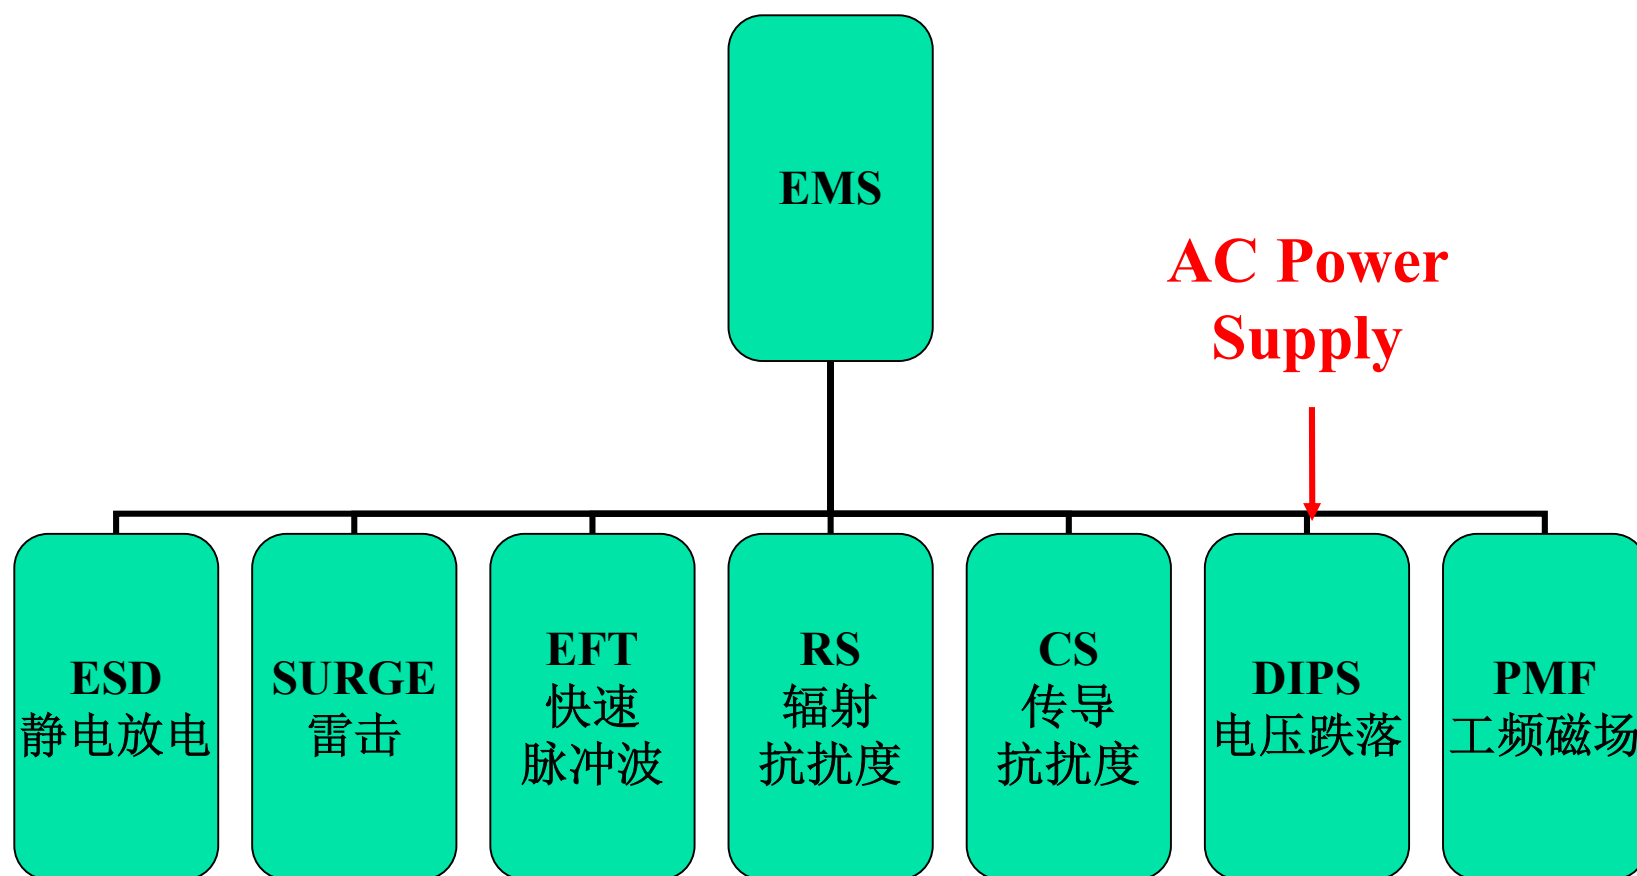 EMS
AC Power
Supply
ESD
静电放电
SURGE
雷击
EFT
快速
脉冲波
RS
辐射
抗扰度
CS
传导
抗扰度
DIPS
电压跌落
PMF
工频磁场